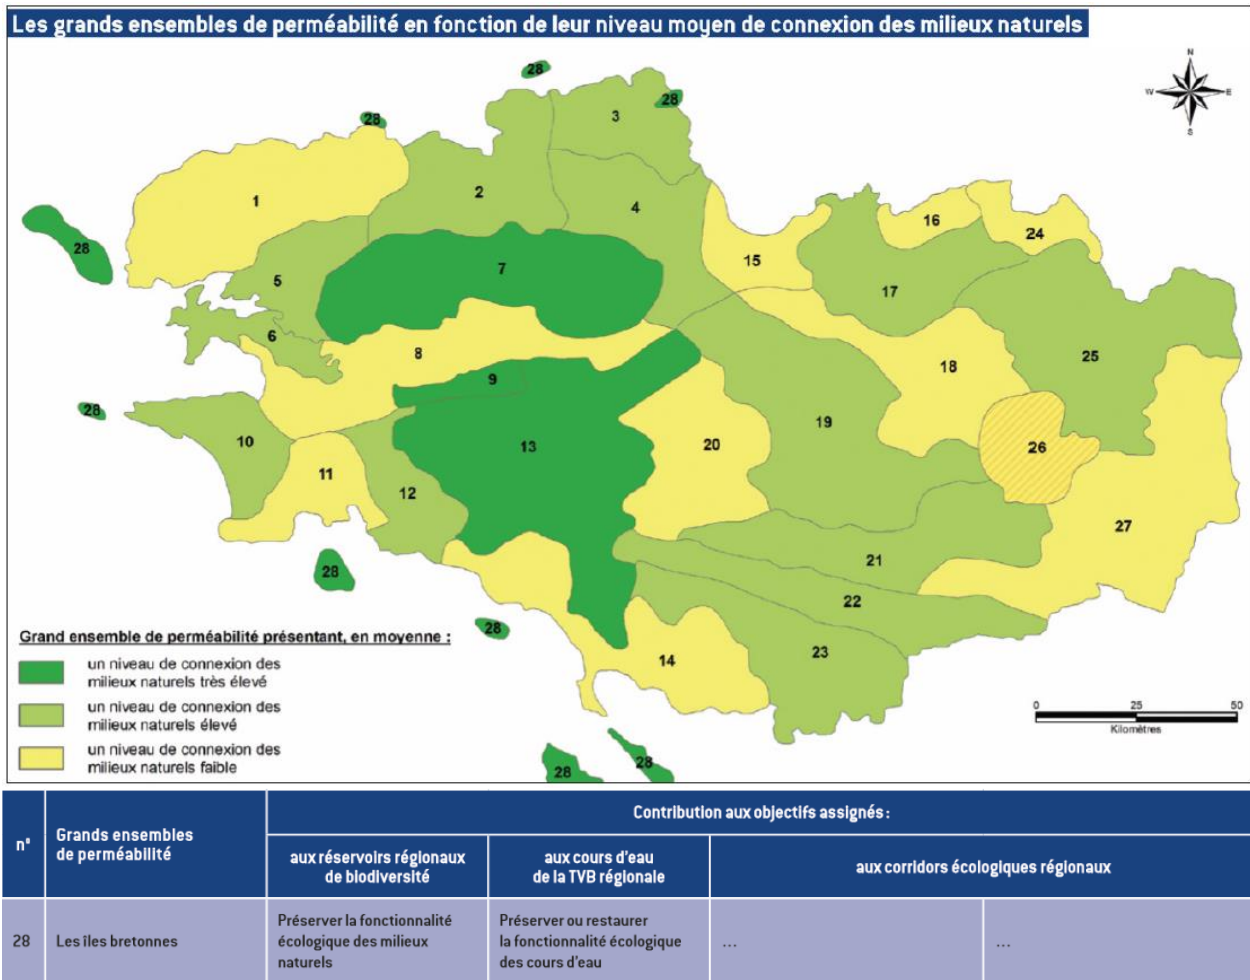 Les grands ensembles de perméabilité en fonction de leur niveau moyen de connexion des milieux naturels
N
W E
S
28
3
28
28
1
2
4
16
24
28
15
5
7
17
6
8
25
18
9
28
10
13
19
20
26
11
12
27
21
28
22
28
23
14
28
28
Grand ensemble de perméabilité présentant, en moyenne :
un niveau de connexion des
milieux naturels très élevé
un niveau de connexion des
milieux naturels élevé
un niveau de connexion des
milieux naturels faible
0 25 50
Kilomètres
n°
Grands ensembles
de perméabilité
Contribution aux objectifs assignés :
aux réservoirs régionaux
de biodiversité
aux cours d'eau
de la TVB régionale
aux corridors écologiques régionaux
28
Les îles bretonnes
Préserver la fonctionnalité
écologique des milieux
naturels
Préserver ou restaurer
la fonctionnalité écologique
des cours d'eau
...
...